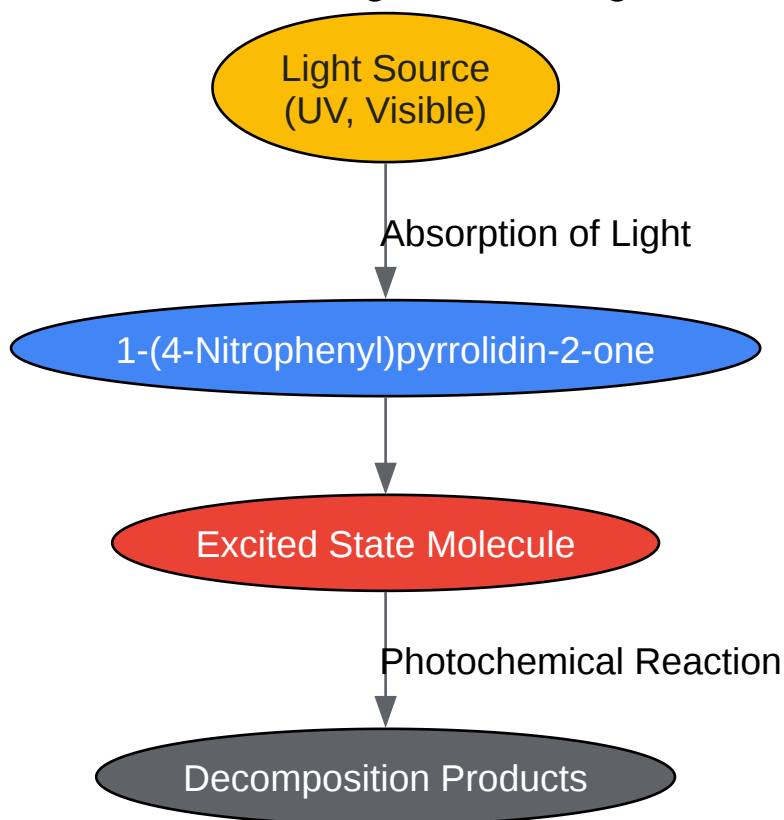 Light Source
(UV, Visible)
Absorption of Light
1-(4-Nitrophenyl)pyrrolidin-2-one
Excited State Molecule
Photochemical Reaction
Decomposition Products